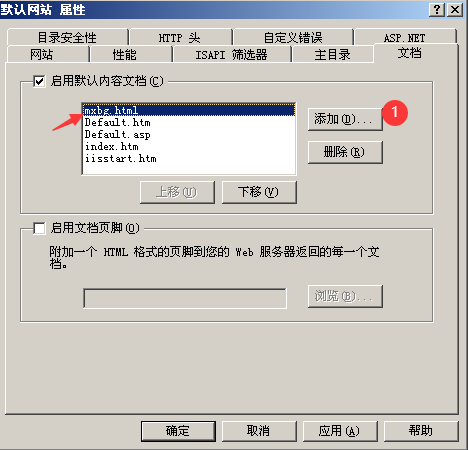 默认网站 属性
目录安全性 HTTP 头 自定义错误 ASP.NET
网站 性能 ISAPI 筛选器 主目录 文档
启用默认内容文档(C)
mxbg.html
Default.htm
Default.asp
index.htm
iisstart.htm
添加(D)...
1
删除(R)
上移(U) 下移(V)
启用文档页脚(O)
附加一个 HTML 格式的页脚到您的 Web 服务器返回的每一个文
档。
浏览(B)...
确定 取消 应用(A) 帮助